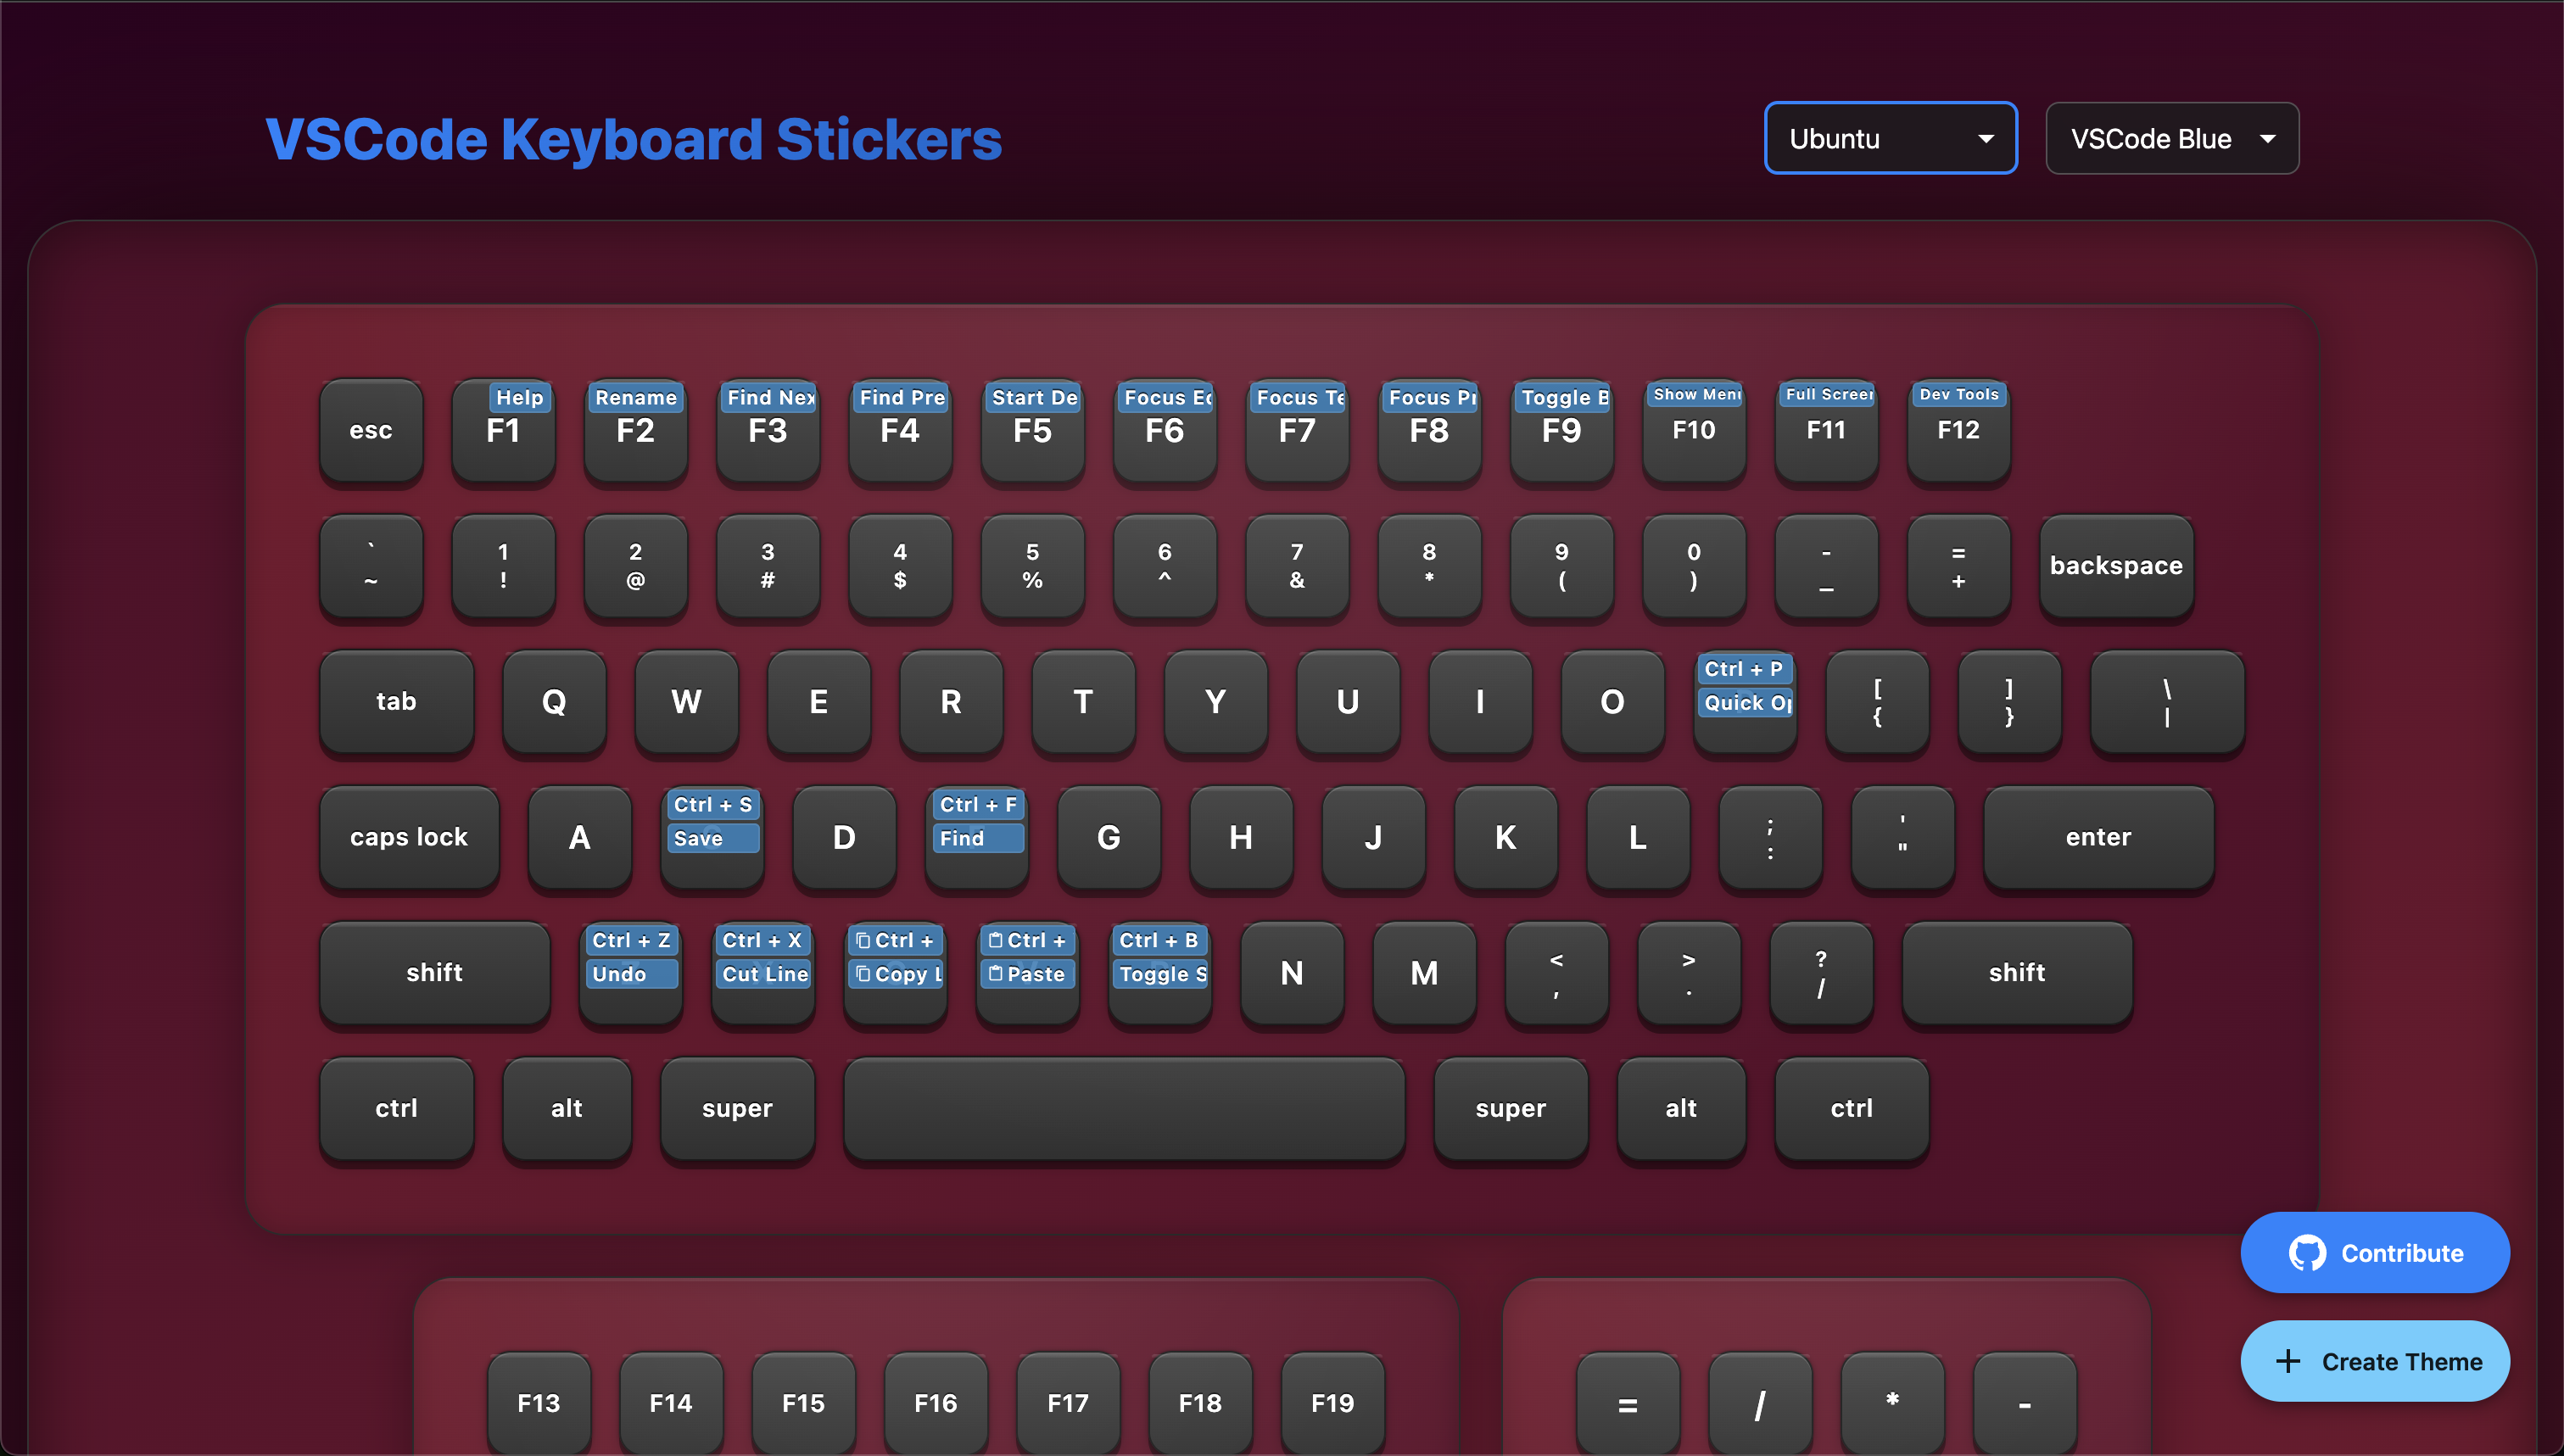 VSCode Keyboard Stickers
Ubuntu
VSCode Blue
esc
Help
F1
Rename
F2
Find Nex
F3
Find Pre
F4
Start De
F5
Focus Ed
F6
Focus Te
F7
Focus Pr
F8
Toggle B
F9
Show Menu
F10
Full Screen
F11
Dev Tools
F12
`
~
1
!
2
@
3
#
4
$
5
%
6
^
7
&
8
*
9
(
0
)
-
_
=
+
backspace
tab
Q
W
E
R
T
Y
U
I
O
Ctrl + P
Quick Op
[
{
]
}
\
|
caps lock
A
Ctrl + S
Save
D
Ctrl + F
Find
G
H
J
K
L
;
:
'
"
enter
shift
Ctrl + Z
Undo
Ctrl + X
Cut Line
Ctrl +
Copy L
Ctrl +
Paste
Ctrl + B
Toggle S
N
M
<
,
>
.
?
/
shift
ctrl
alt
super
super
alt
ctrl
Contribute
Create Theme
F13
F14
F15
F16
F17
F18
F19
=
/
*
-